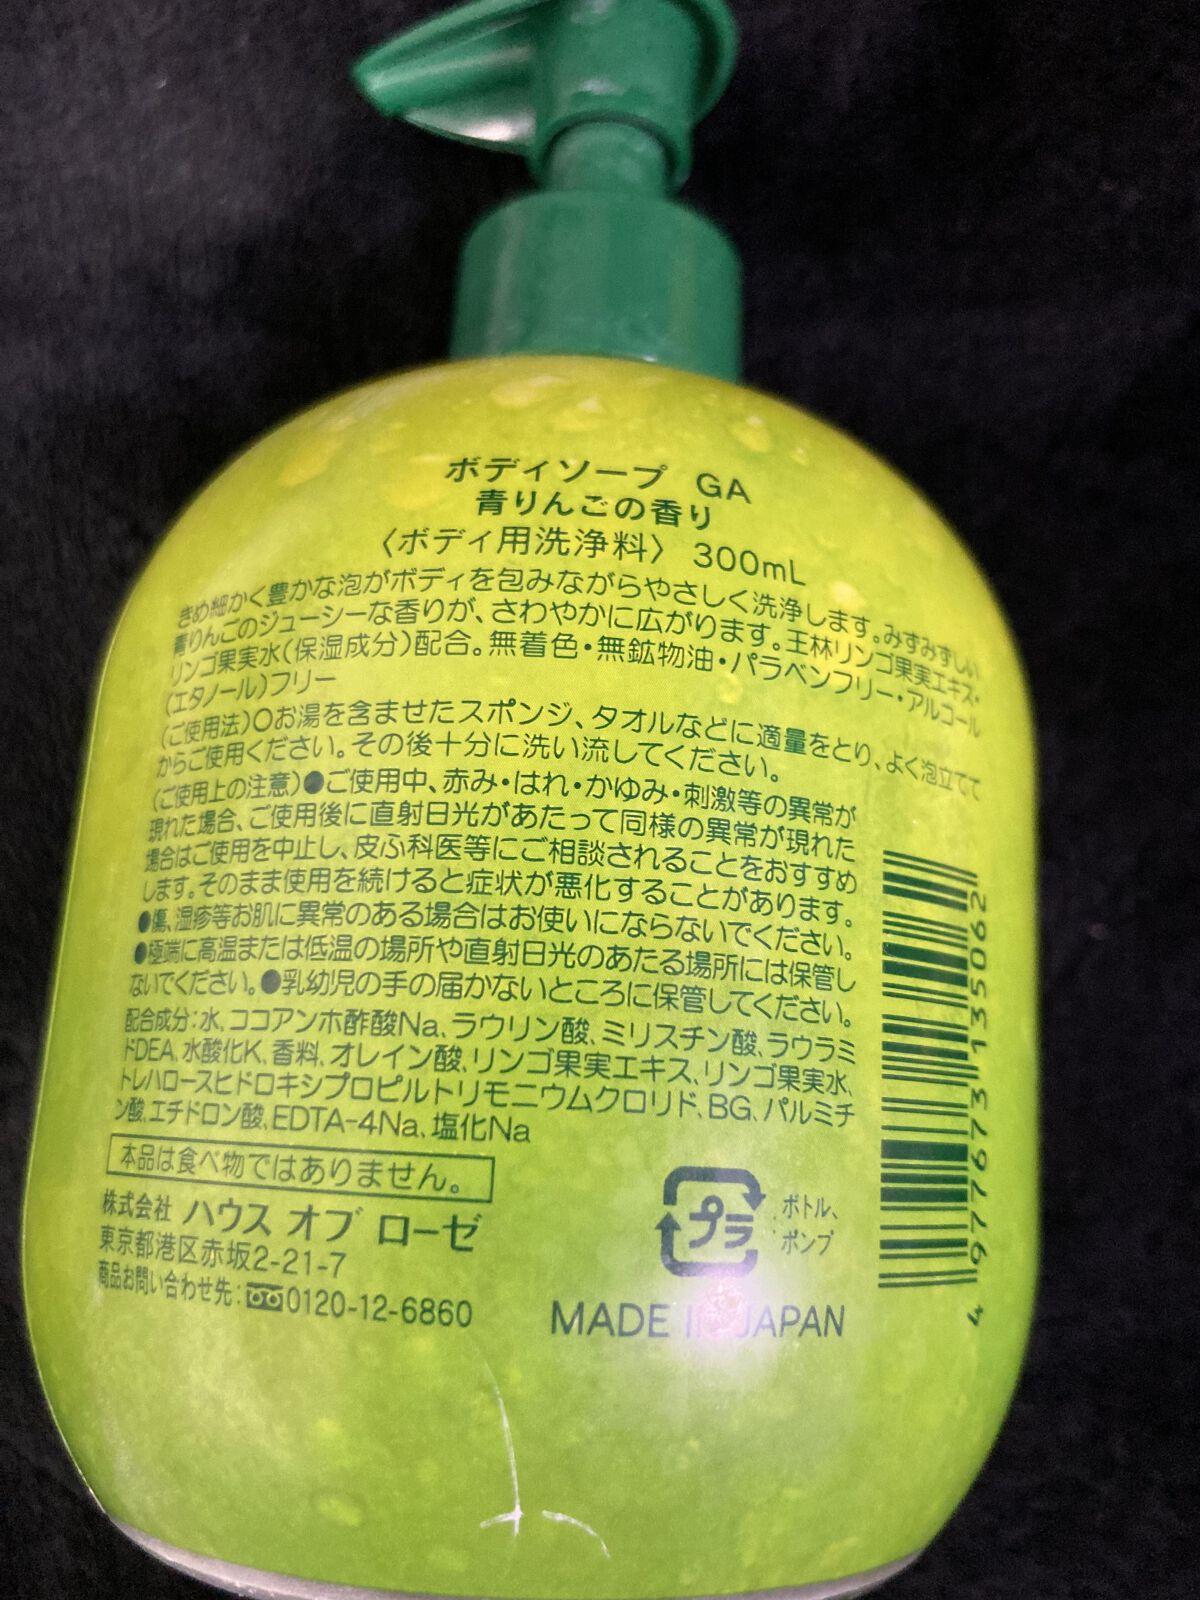 ボディソープ GA
青りんごの香り
〈ボディ用洗浄料〉 300mL
きめ細かく豊かな泡がボディを包みながらやさしく洗浄します。みずみずしい
青りんごのジューシーな香りが、さわやかに広がります。王林リンゴ果実エキス・
リンゴ果実水(保湿成分)配合。無着色・無鉱物油・パラベンフリー・アルコール
(エタノール)フリー
(ご使用法)○お湯を含ませたスポンジ、タオルなどに適量をとり、よく泡立てて
からご使用ください。その後十分に洗い流してください。
(ご使用上の注意)●ご使用中、赤み・はれ・かゆみ・刺激等の異常が
現れた場合、ご使用後に直射日光があたって同様の異常が現れた
場合はご使用を中止し、皮ふ科医等にご相談されることをおすすめ
します。そのまま使用を続けると症状が悪化することがあります。
●傷、湿疹等お肌に異常のある場合はお使いにならないでください。
●極端に高温または低温の場所や直射日光のあたる場所には保管し
ないでください。●乳幼児の手の届かないところに保管してください。
配合成分:水、ココアンホ酢酸Na、ラウリン酸、ミリスチン酸、ラウラミ
ドDEA、水酸化K、香料、オレイン酸、リンゴ果実エキス、リンゴ果実水、
トレハロースヒドロキシプロピルトリモニウムクロリド、BG、パルミチ
ン酸、エチドロン酸、EDTA-4Na、塩化Na
本品は食べ物ではありません。
株式会社 ハウス オブ ローゼ
東京都港区赤坂2-21-7
商品お問い合わせ先:0120-12-6860
プラ
ボトル、
ポンプ
MADE IN JAPAN
4 977673 135062